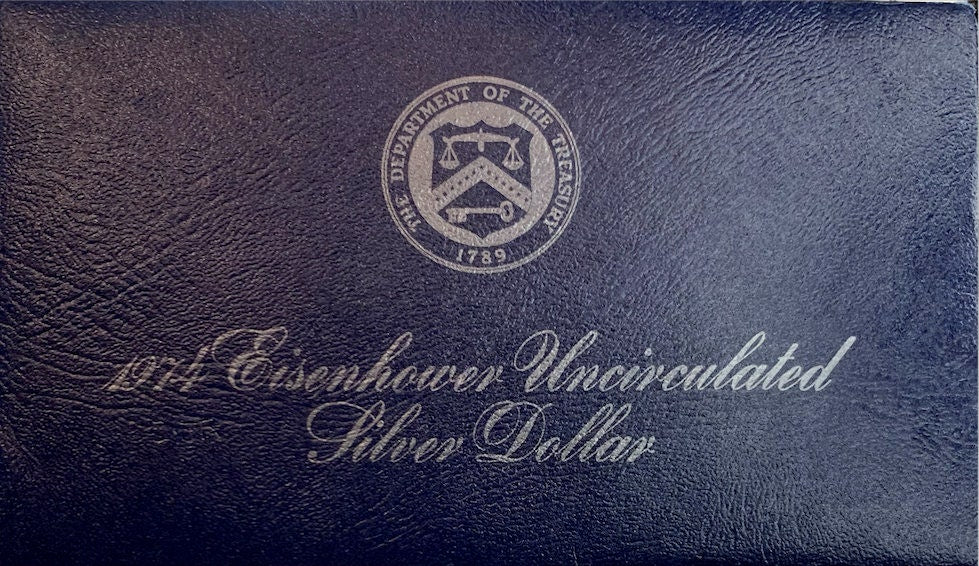 THE DEPARTMENT OF THE TREASURY
1789
1974 Eisenhower Uncirculated
Silver Dollar